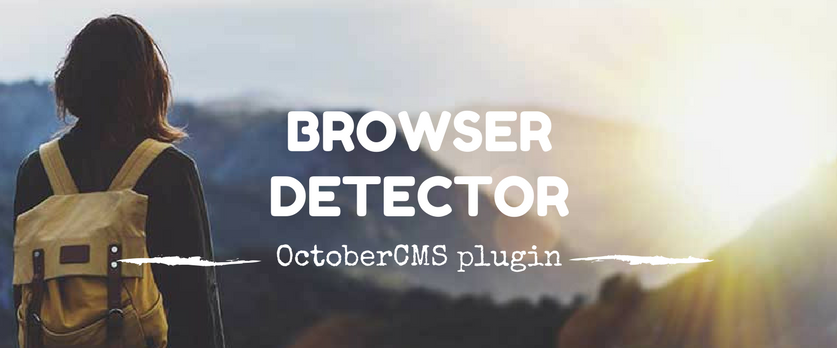 BROWSER
DETECTOR
OctoberCMS plugin